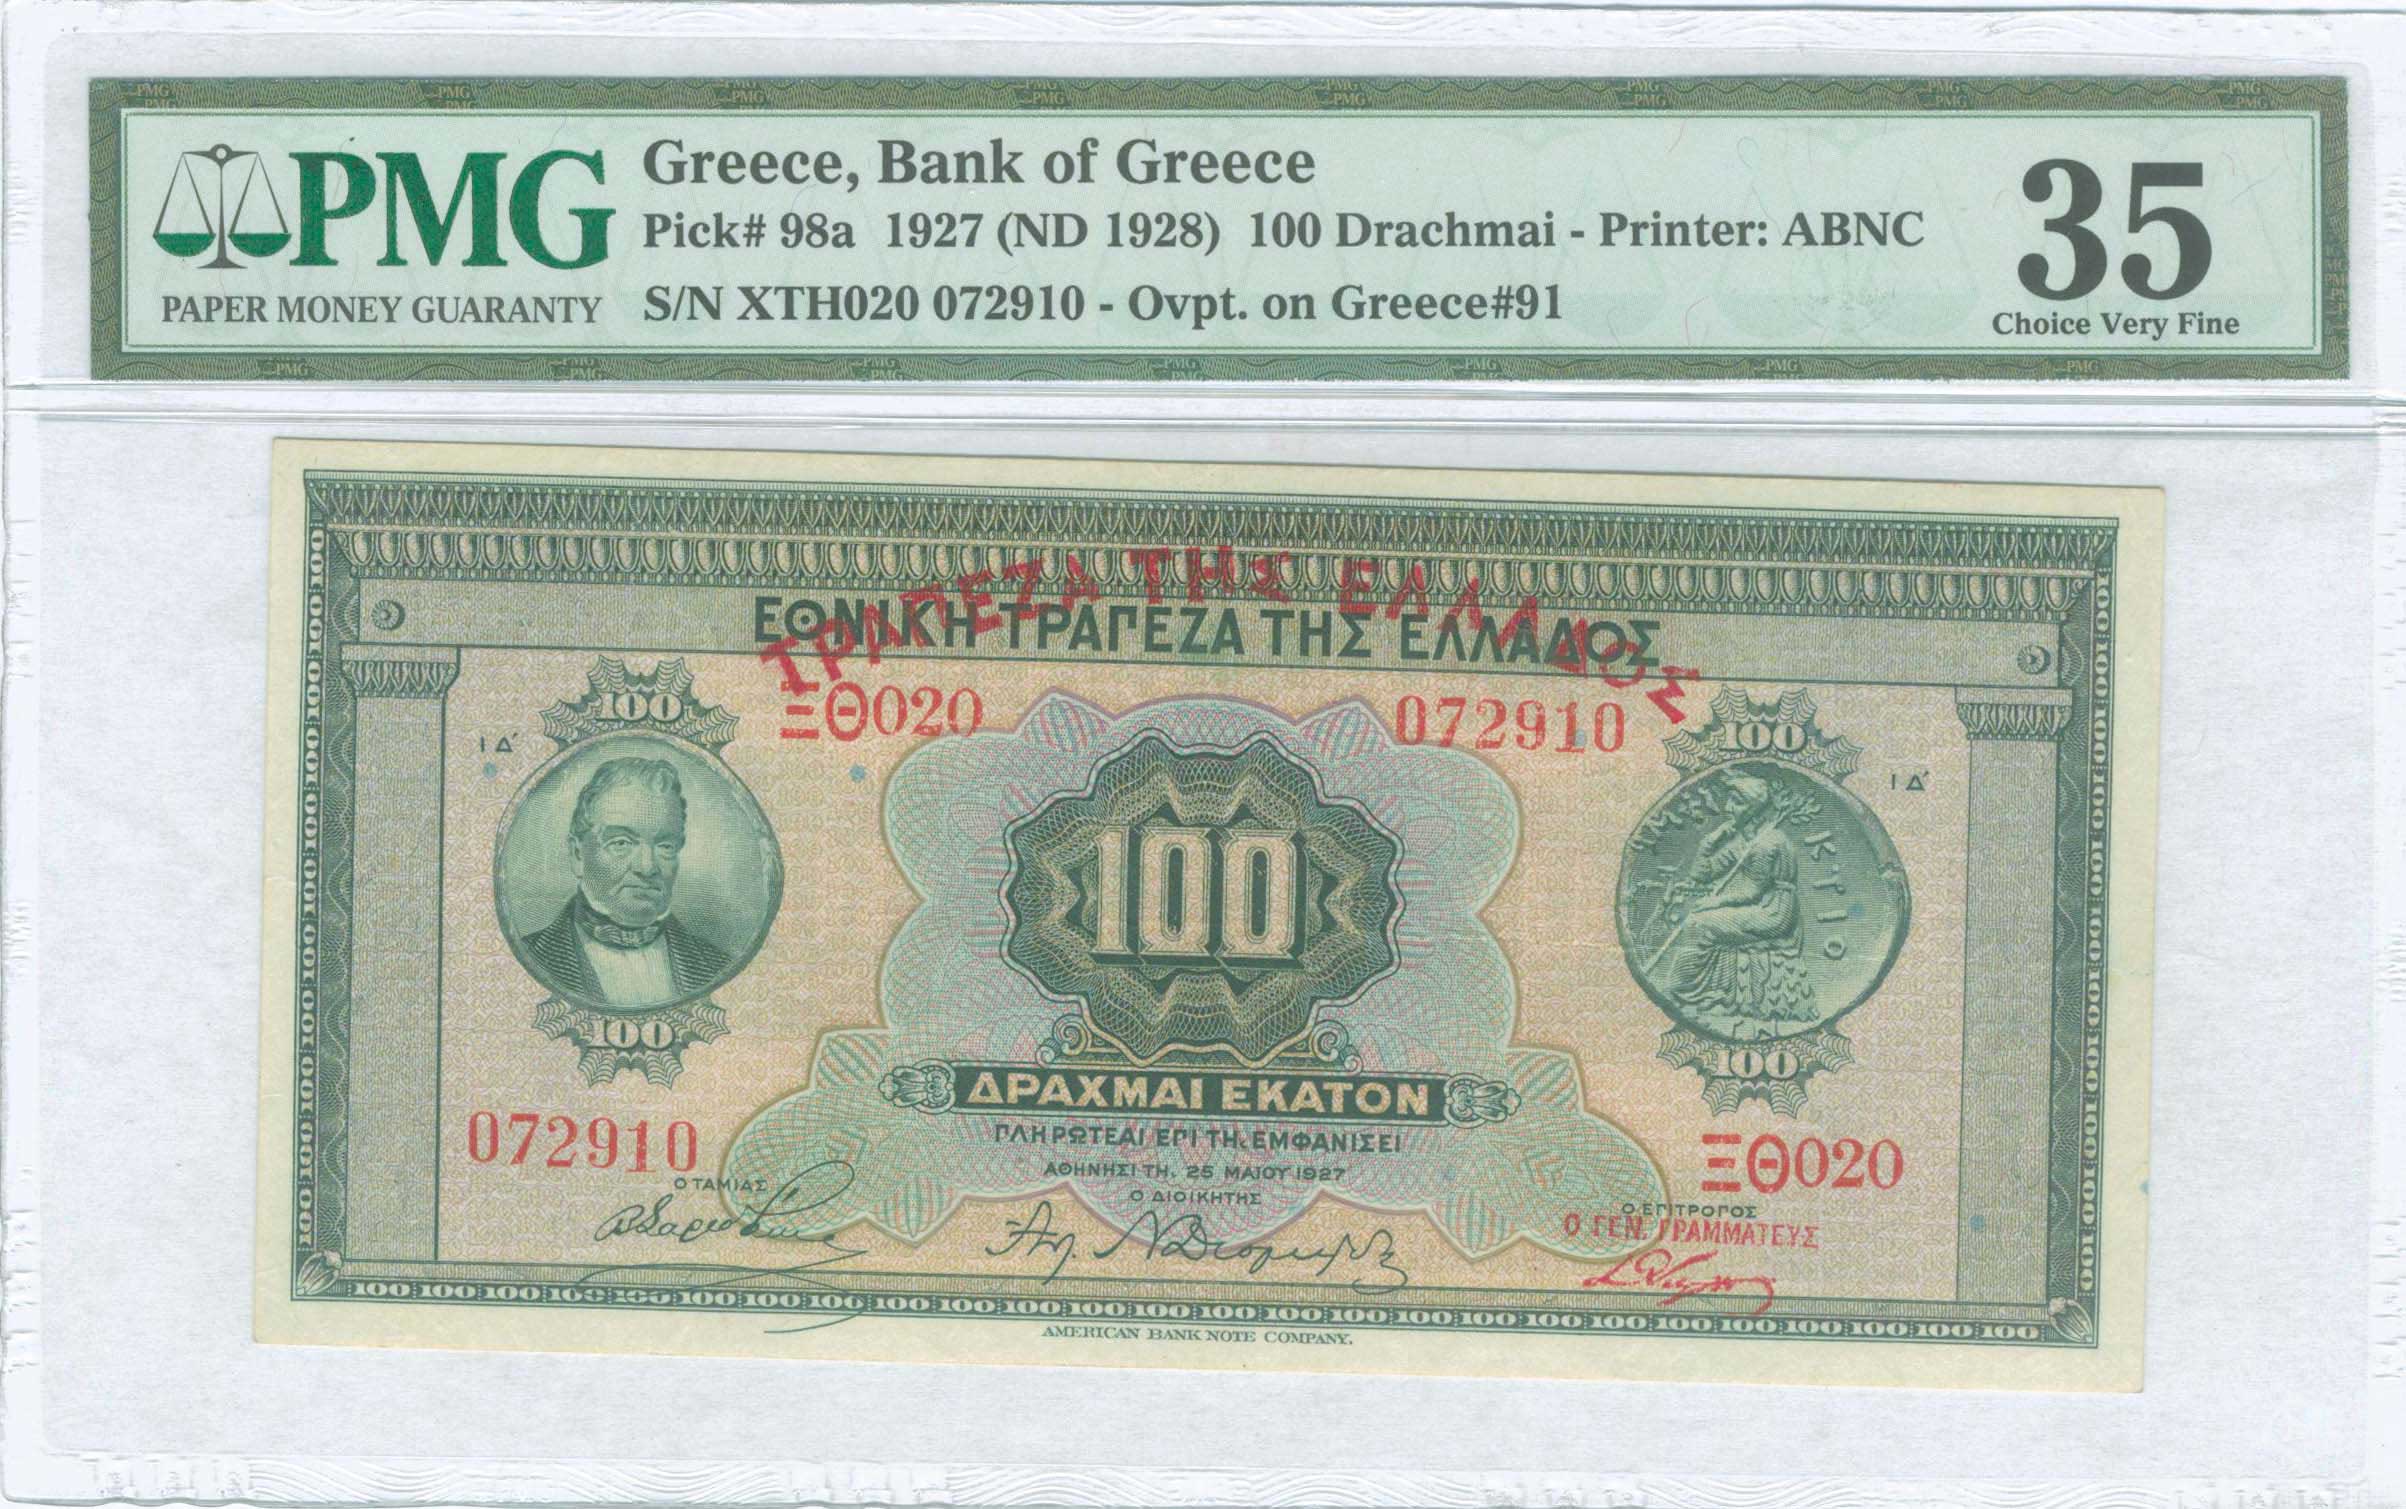 PMG
PAPER MONEY GUARANTY
Greece, Bank of Greece
Pick# 98a 1927 (ND 1928) 100 Drachmai - Printer: ABNC
S/N XTH020 072910 - Ovpt. on Greece#91
35
Choice Very Fine
ΤΡΑΠΕΖΑ ΤΗΣ ΕΛΛΑΔΟΣ
ΕΘΝΙΚΗ ΤΡΑΠΕΖΑ ΤΗΣ ΕΛΛΑΔΟΣ
ΞΘ020
072910
100
100
ΙΔ΄
ΙΔ΄
ΚΤΙΟ
100
100
100
ΔΡΑΧΜΑΙ ΕΚΑΤΟΝ
ΠΛΗΡΩΤΕΑΙ ΕΠΙ ΤΗι ΕΜΦΑΝΙΣΕΙ
072910
ΞΘ020
ΑΘΗΝΗΣΙ ΤΗι 25 ΜΑΙΟΥ 1927
Ο ΤΑΜΙΑΣ
Ο ΔΙΟΙΚΗΤΗΣ
Ο ΕΠΙΤΡΟΠΟΣ
Ο ΓΕΝ. ΓΡΑΜΜΑΤΕΥΣ
AMERICAN BANK NOTE COMPANY.